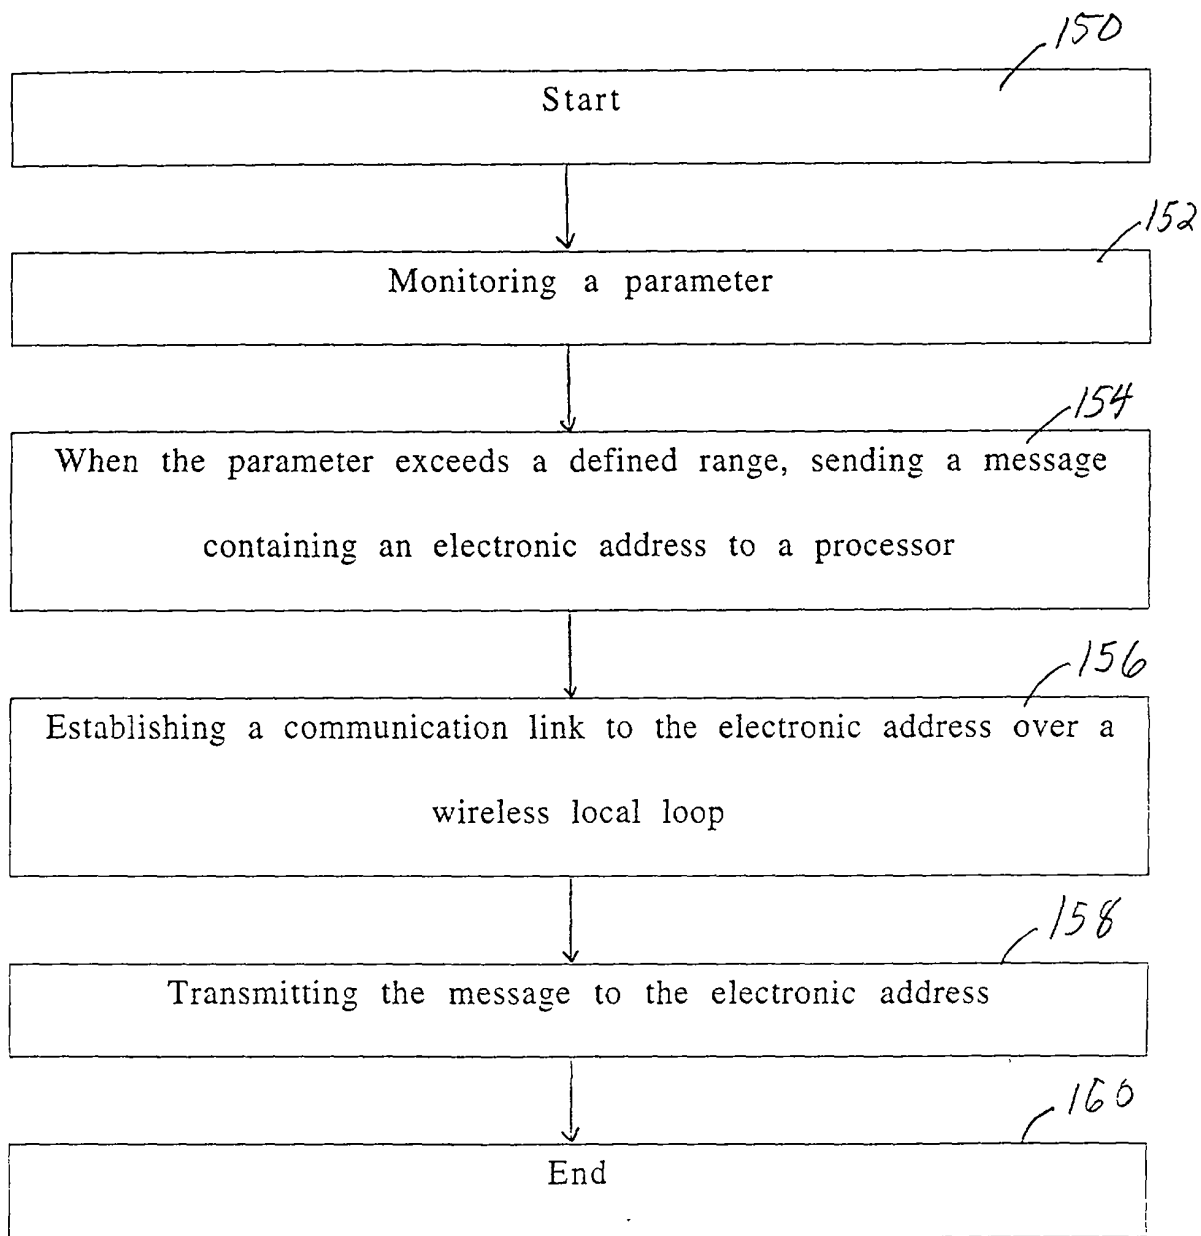 150
Start
152
Monitoring a parameter
154
When the parameter exceeds a defined range, sending a message
containing an electronic address to a processor
156
Establishing a communication link to the electronic address over a
wireless local loop
158
Transmitting the message to the electronic address
160
End